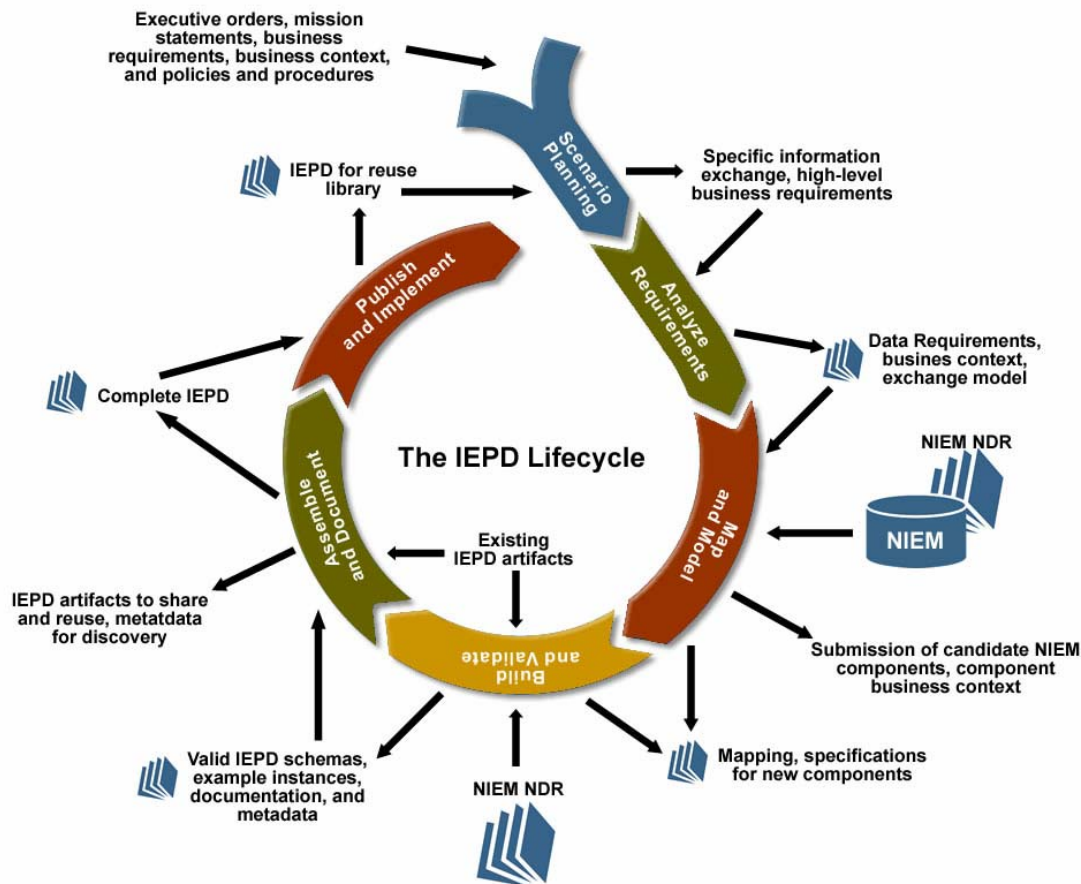 Executive orders, mission
statements, business
requirements, business context,
and policies and procedures
Scenario
Planning
IEPD for reuse
library
Specific information
exchange, high-level
business requirements
Publish
and Implement
Analyze
Requirements
Data Requirements,
busines context,
exchange model
Complete IEPD
The IEPD Lifecycle
NIEM NDR
NIEM
Map
and Model
Assemble
and Document
Existing
IEPD artifacts
IEPD artifacts to share
and reuse, metatdata
for discovery
Build
and Validate
Submission of candidate NIEM
components, component
business context
Valid IEPD schemas,
example instances,
documentation, and
metadata
NIEM NDR
Mapping, specifications
for new components